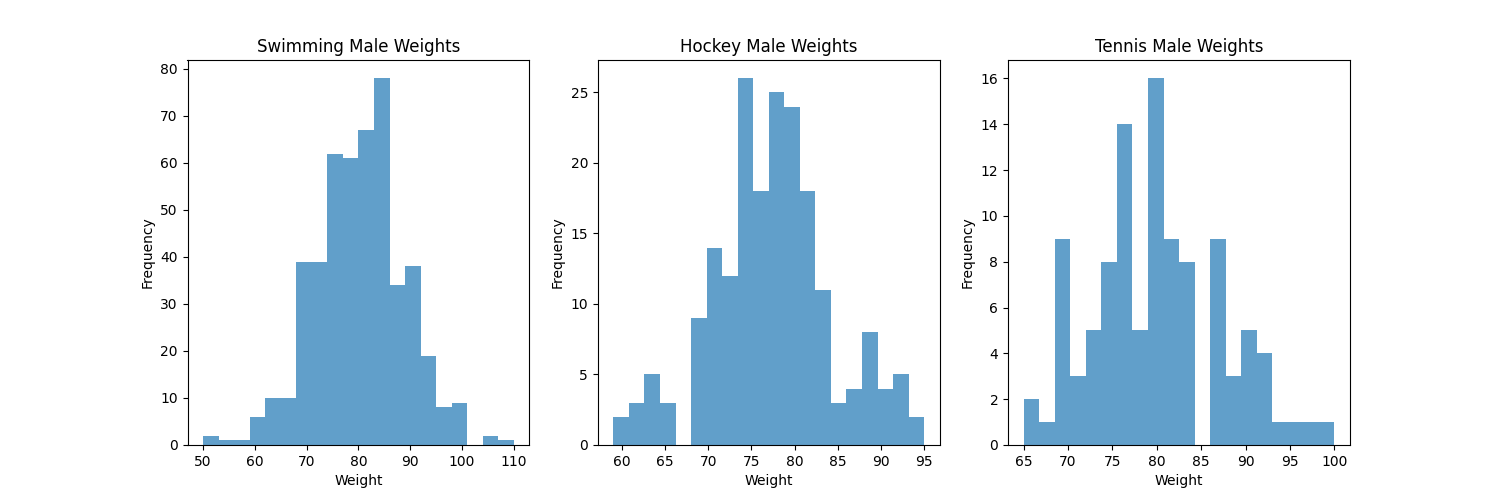 Swimming Male Weights
80
70
60
50
40
30
20
10
0
Frequency
50 60 70 80 90 100 110
Weight
Hockey Male Weights
25
20
15
10
5
0
Frequency
60 65 70 75 80 85 90 95
Weight
Tennis Male Weights
16
14
12
10
8
6
4
2
0
Frequency
65 70 75 80 85 90 95 100
Weight